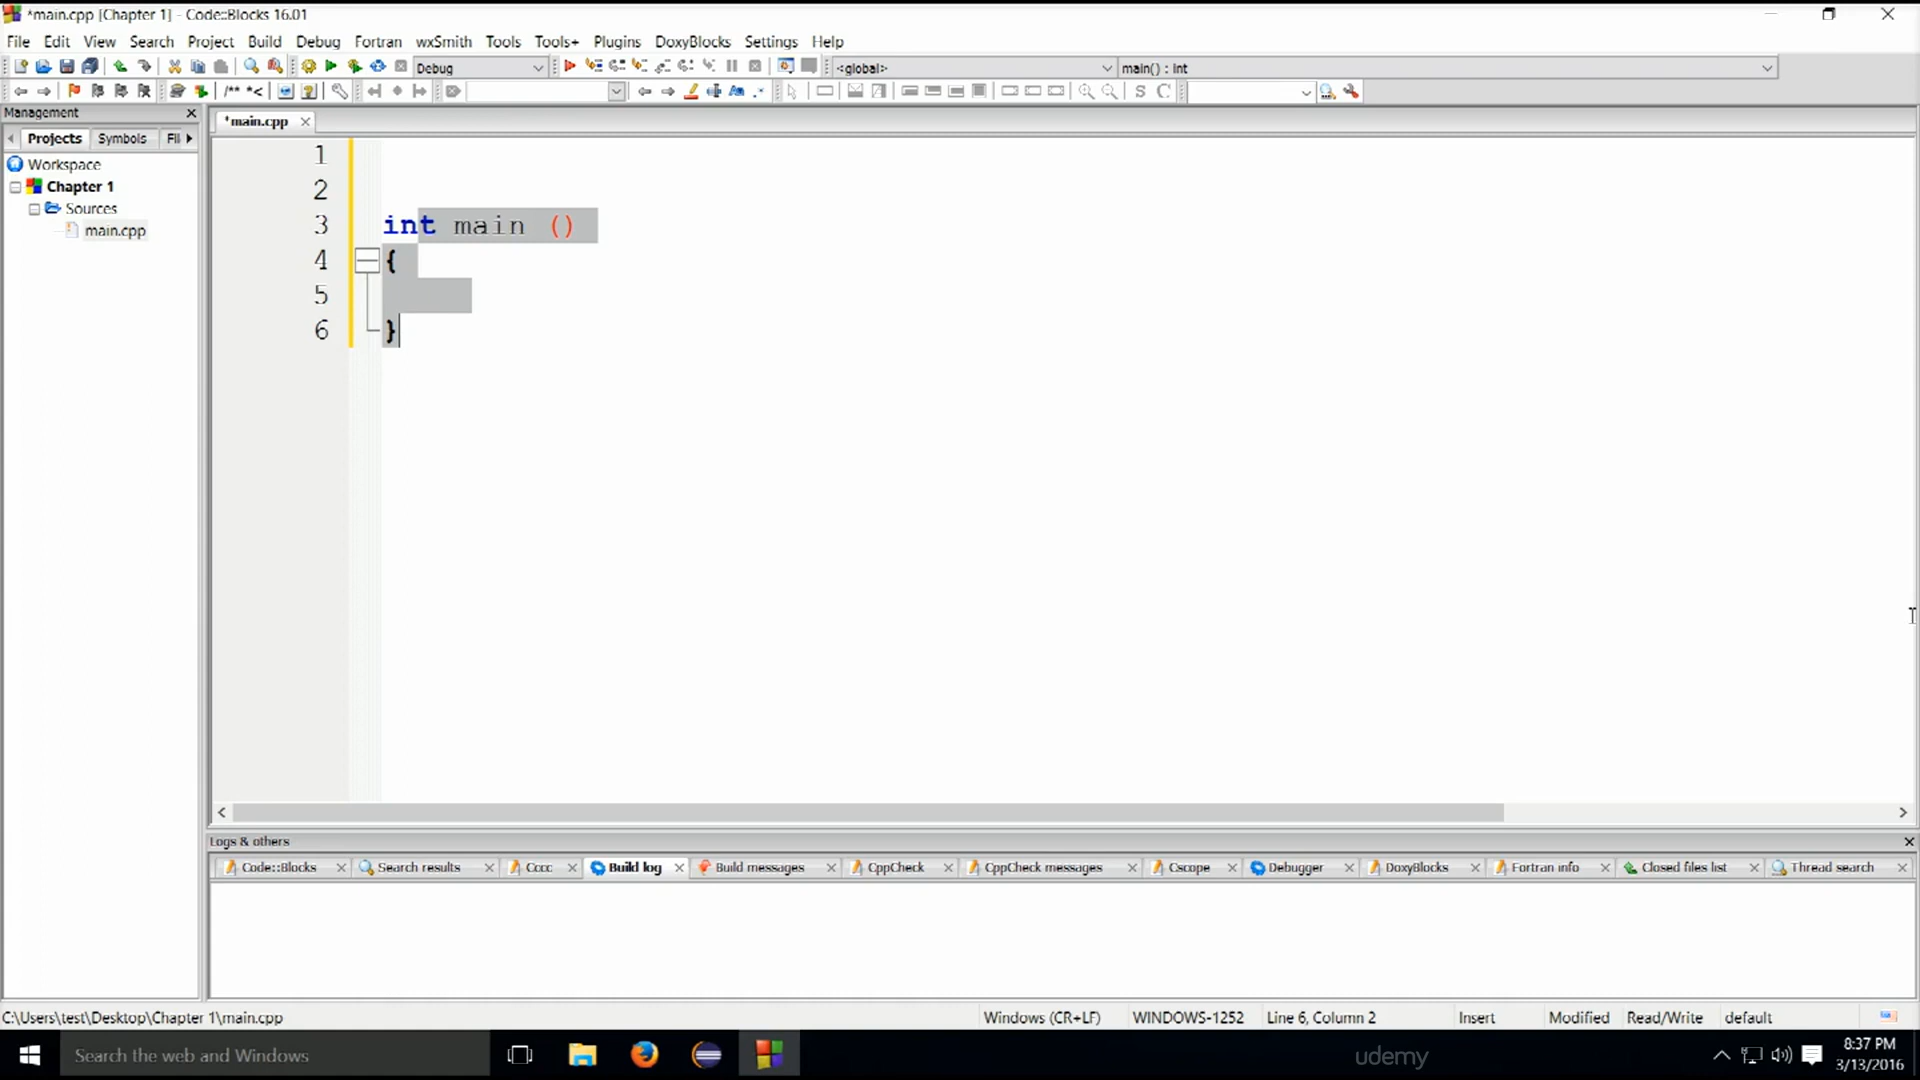 *main.cpp [Chapter 1] - Code::Blocks 16.01
File Edit View Search Project Build Debug Fortran wxSmith Tools Tools+ Plugins DoxyBlocks Settings Help
Debug <global> main() : int
/** *<
S C
Management
Projects Symbols Fil
*main.cpp
Workspace
Chapter 1
Sources
main.cpp
1
2
3 int main ()
4 {
5
6 }
Logs & others
Code::Blocks Search results Cccc Build log Build messages CppCheck CppCheck messages Cscope Debugger DoxyBlocks Fortran info Closed files list Thread search
C:\Users\test\Desktop\Chapter 1\main.cpp Windows (CR+LF) WINDOWS-1252 Line 6, Column 2 Insert Modified Read/Write default
Search the web and Windows
udemy
8:37 PM
3/13/2016